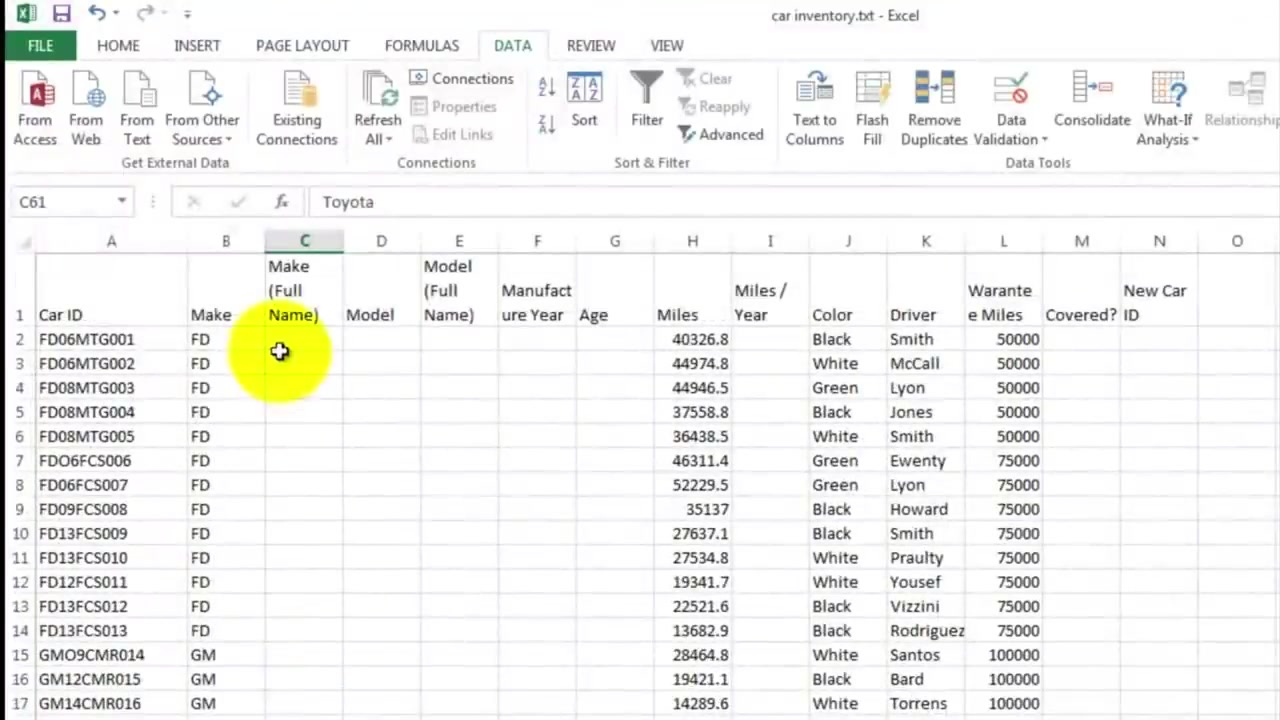 car inventory.txt - Excel
FILE HOME INSERT PAGE LAYOUT FORMULAS DATA REVIEW VIEW
From Access
From Web
From Text
From Other Sources
Existing Connections
Get External Data
Refresh All
Connections
Properties
Edit Links
Connections
A Z
Z A
Z A A Z
Sort
Filter
Clear
Reapply
Advanced
Sort & Filter
Text to Columns
Flash Fill
Remove Duplicates
Data Validation
Consolidate
What-If Analysis
Relationship
Data Tools
C61 fx Toyota
A B C D E F G H I J K L M N O
1 Car ID Make Make (Full Name) Model Model (Full Name) Manufact ure Year Age Miles Miles / Year Color Driver Warante e Miles Covered? New Car ID
2 FD06MTG001 FD 40326.8 Black Smith 50000
3 FD06MTG002 FD 44974.8 White McCall 50000
4 FD08MTG003 FD 44946.5 Green Lyon 50000
5 FD08MTG004 FD 37558.8 Black Jones 50000
6 FD08MTG005 FD 36438.5 White Smith 50000
7 FDO6FCS006 FD 46311.4 Green Ewenty 75000
8 FD06FCS007 FD 52229.5 Green Lyon 75000
9 FD09FCS008 FD 35137 Black Howard 75000
10 FD13FCS009 FD 27637.1 Black Smith 75000
11 FD13FCS010 FD 27534.8 White Praulty 75000
12 FD12FCS011 FD 19341.7 White Yousef 75000
13 FD13FCS012 FD 22521.6 Black Vizzini 75000
14 FD13FCS013 FD 13682.9 Black Rodriguez 75000
15 GMO9CMR014 GM 28464.8 White Santos 100000
16 GM12CMR015 GM 19421.1 Black Bard 100000
17 GM14CMR016 GM 14289.6 White Torrens 100000